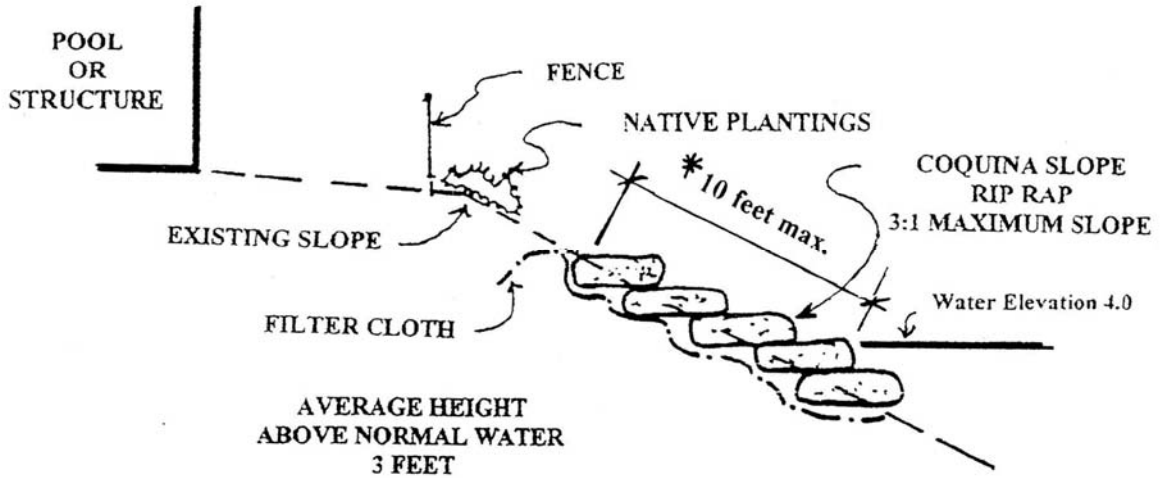 POOL
OR
STRUCTURE
FENCE
NATIVE PLANTINGS
* 10 feet max.
COQUINA SLOPE
RIP RAP
3:1 MAXIMUM SLOPE
EXISTING SLOPE
Water Elevation 4.0
FILTER CLOTH
AVERAGE HEIGHT
ABOVE NORMAL WATER
3 FEET